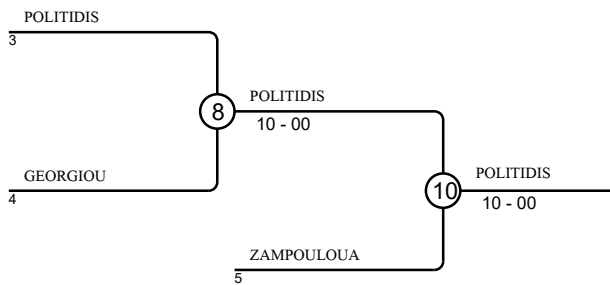 POLITIDIS
3
8
POLITIDIS
10 - 00
GEORGIOU
4
10
POLITIDIS
10 - 00
ZAMPOULOUA
5